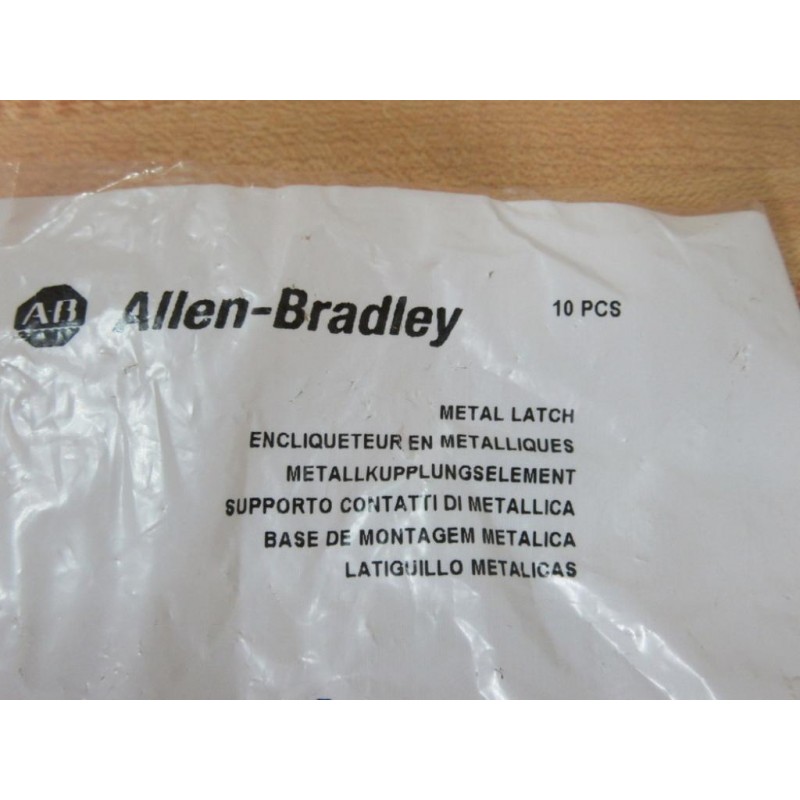 AB Allen-Bradley 10 PCS
METAL LATCH
ENCLIQUETEUR EN METALLIQUES
METALLKUPPLUNGSELEMENT
SUPPORTO CONTATTI DI METALLICA
BASE DE MONTAGEM METALICA
LATIGUILLO METALICAS